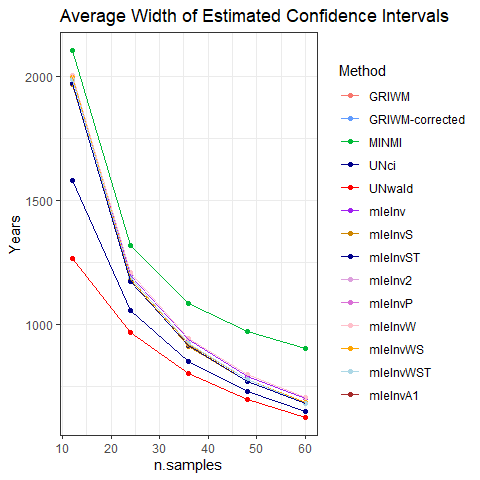 Average Width of Estimated Confidence Intervals
2000
1500
1000
Years
10
20
30
40
50
60
n.samples
Method
GRIWM
GRIWM-corrected
MINMI
UNci
UNwald
mleInv
mleInvS
mleInvST
mleInv2
mleInvP
mleInvW
mleInvWS
mleInvWST
mleInvA1